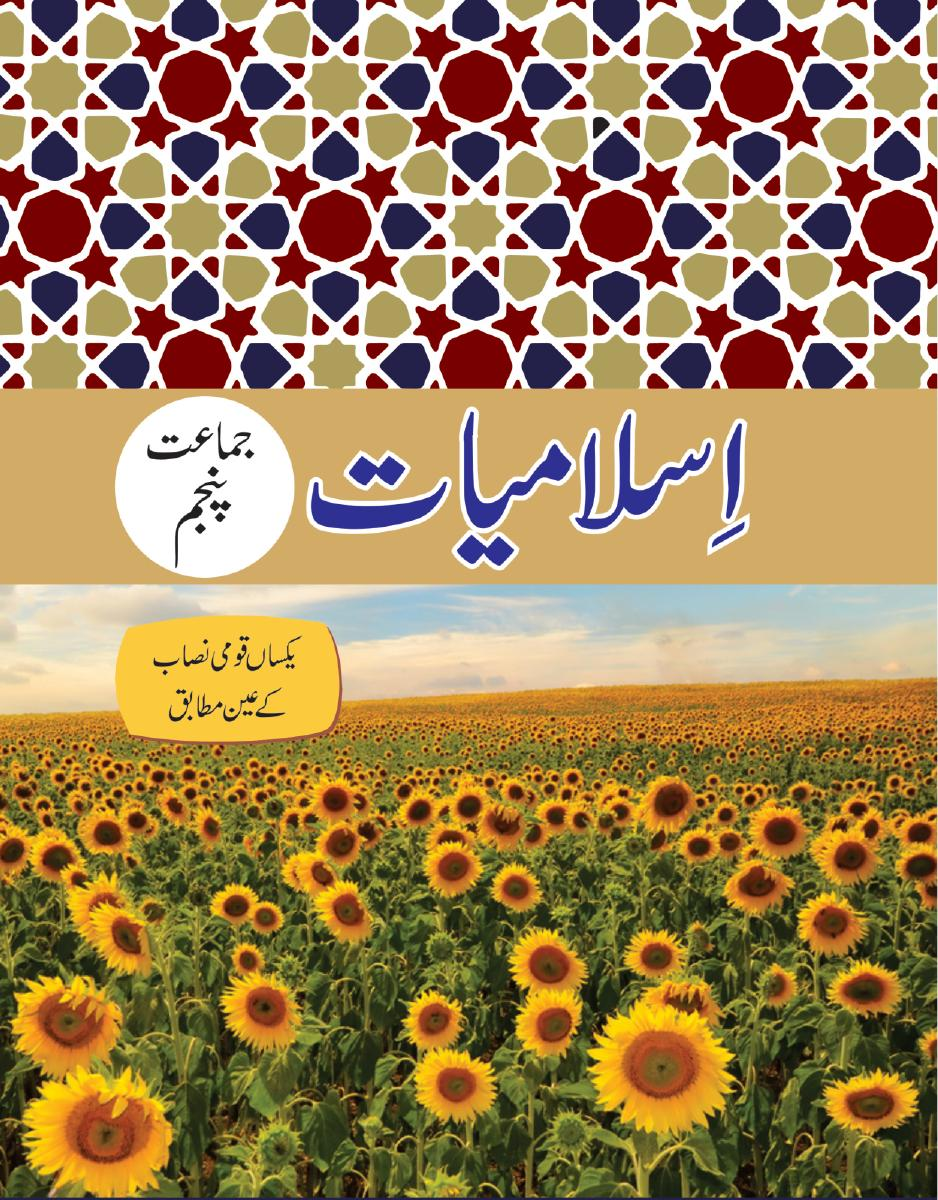 اِسلامیات
جماعت
پنجم
یکساں قومی نصاب
کے عین مطابق